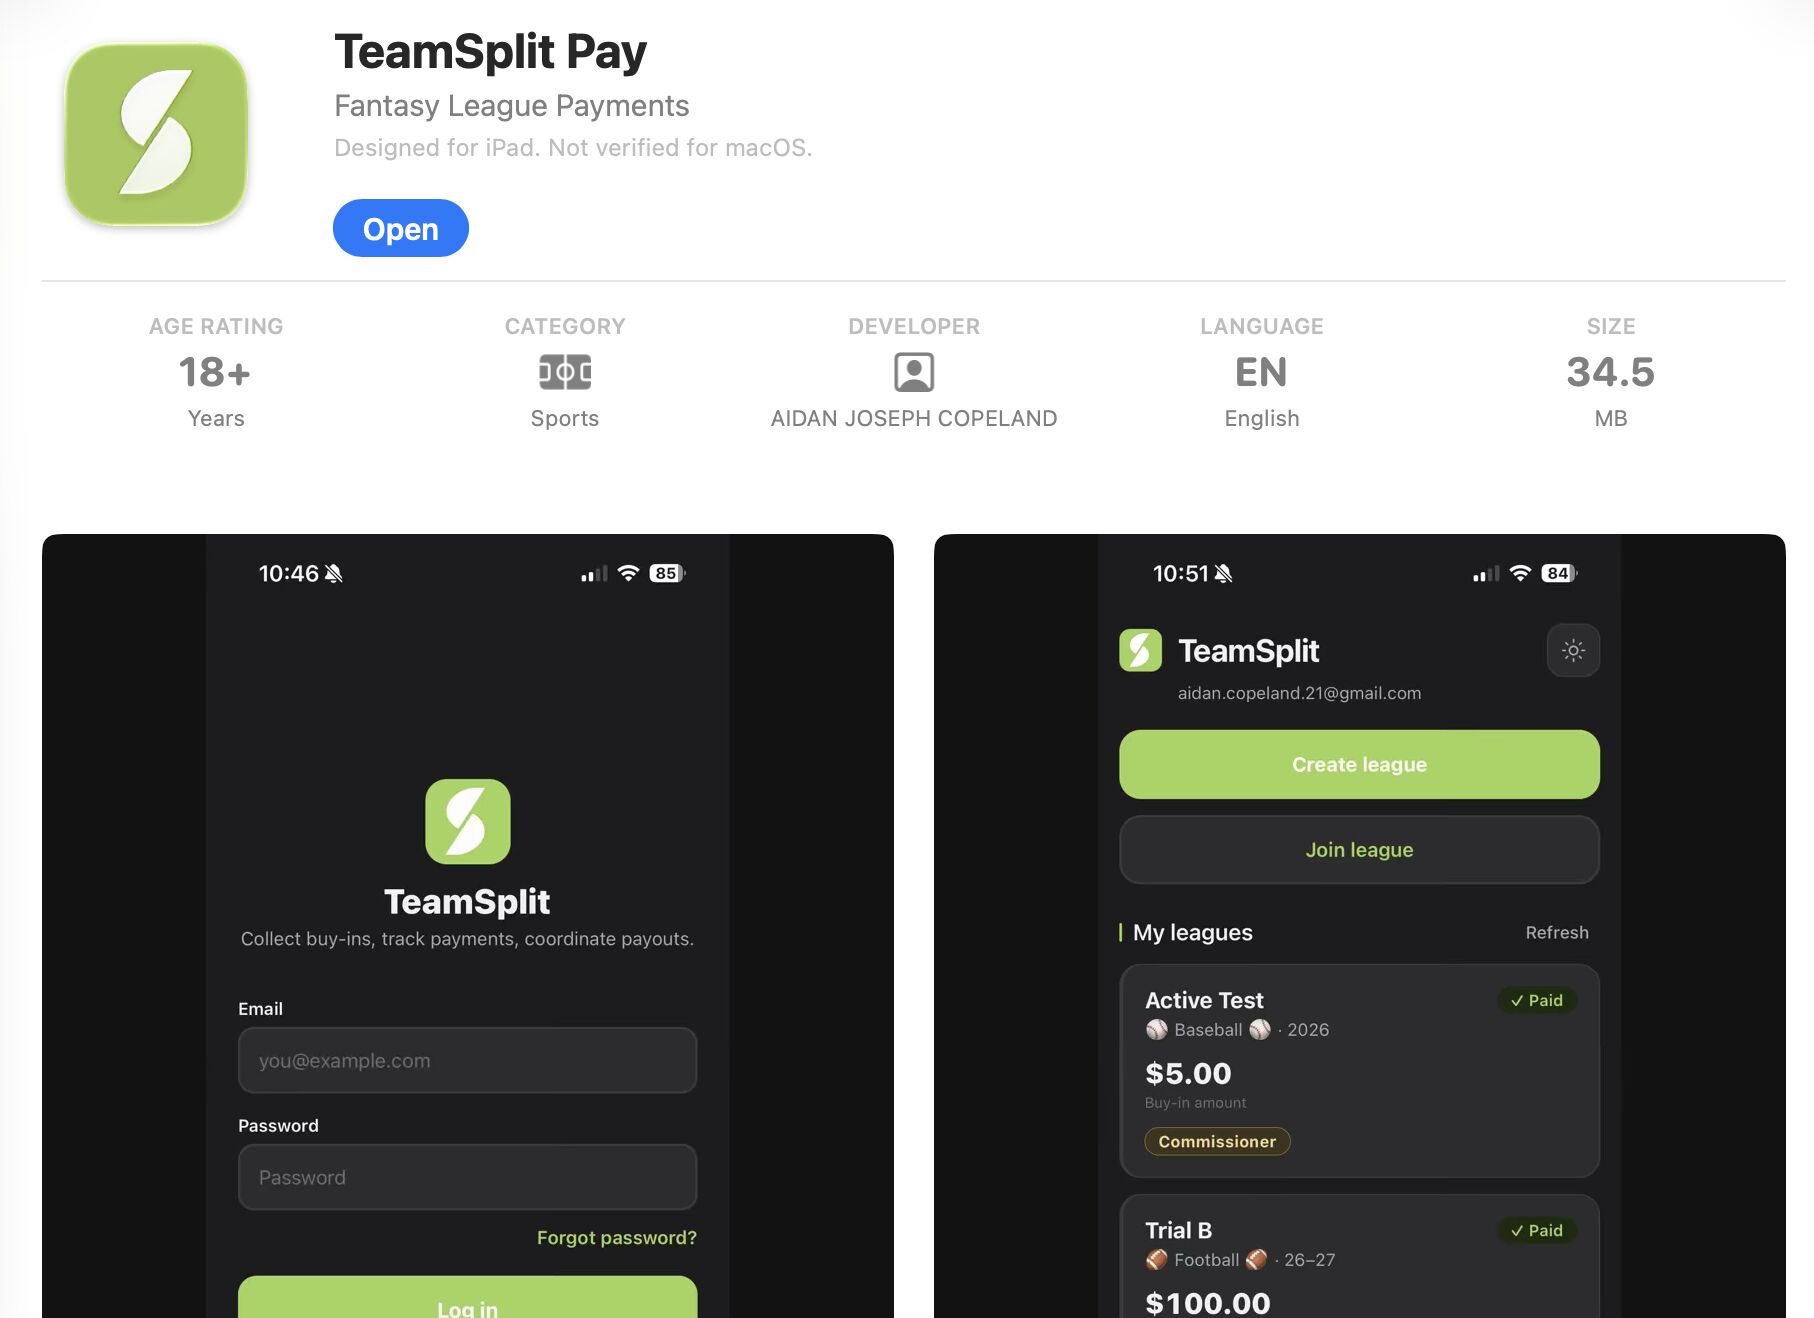 TeamSplit Pay
Fantasy League Payments
Designed for iPad. Not verified for macOS.
Open
AGE RATING
18+
Years
CATEGORY
Sports
DEVELOPER
AIDAN JOSEPH COPELAND
LANGUAGE
EN
English
SIZE
34.5
MB
10:46
85
TeamSplit
Collect buy-ins, track payments, coordinate payouts.
Email
you@example.com
Password
Password
Forgot password?
Log in
10:51
84
TeamSplit
aidan.copeland.21@gmail.com
Create league
Join league
My leagues
Refresh
Active Test
✓ Paid
⚾ Baseball ⚾ · 2026
$5.00
Buy-in amount
Commissioner
Trial B
✓ Paid
🏈 Football 🏈 · 26–27
$100.00